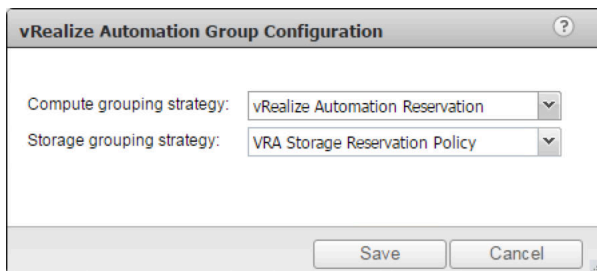 vRealize Automation Group Configuration ?
Compute grouping strategy: vRealize Automation Reservation
Storage grouping strategy: VRA Storage Reservation Policy
Save Cancel